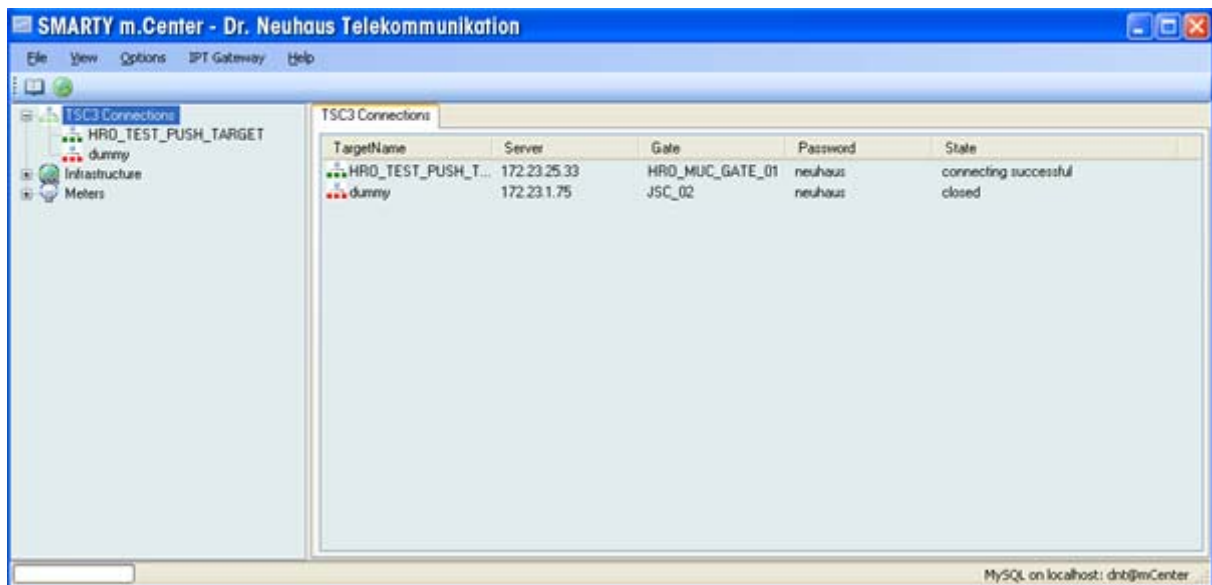 SMARTY m.Center - Dr. Neuhaus Telekommunikation
File View Options IPT Gateway Help
TSC3 Connections
HRO_TEST_PUSH_TARGET
dummy
Infrastructure
Meters
TSC3 Connections
TargetName Server Gate Password State
HRO_TEST_PUSH_T... 172.23.25.33 HRO_MUC_GATE_01 neuhaus connecting successful
dummy 172.23.1.75 JSC_02 neuhaus closed
MySQL on localhost: dnt@mCenter